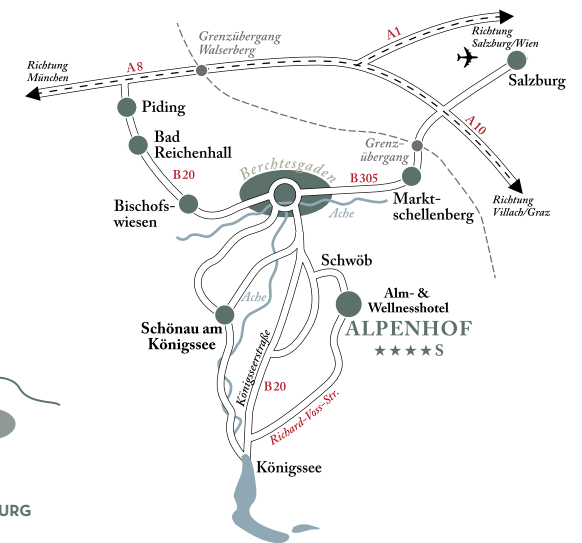 Grenzübergang
Walserberg
A1
Richtung
Salzburg/Wien
Richtung
München
A8
Salzburg
Piding
A10
Bad
Reichenhall
Grenz-
übergang
Berchtesgaden
B20
B305
Bischofs-
wiesen
Ache
Markt-
schellenberg
Richtung
Villach/Graz
Schwöb
Ache
Alm- &
Wellnesshotel
ALPENHOF
★★★★S
Schönau am
Königssee
Königseerstraße
B20
Richard-Voss-Str.
Königssee
URG